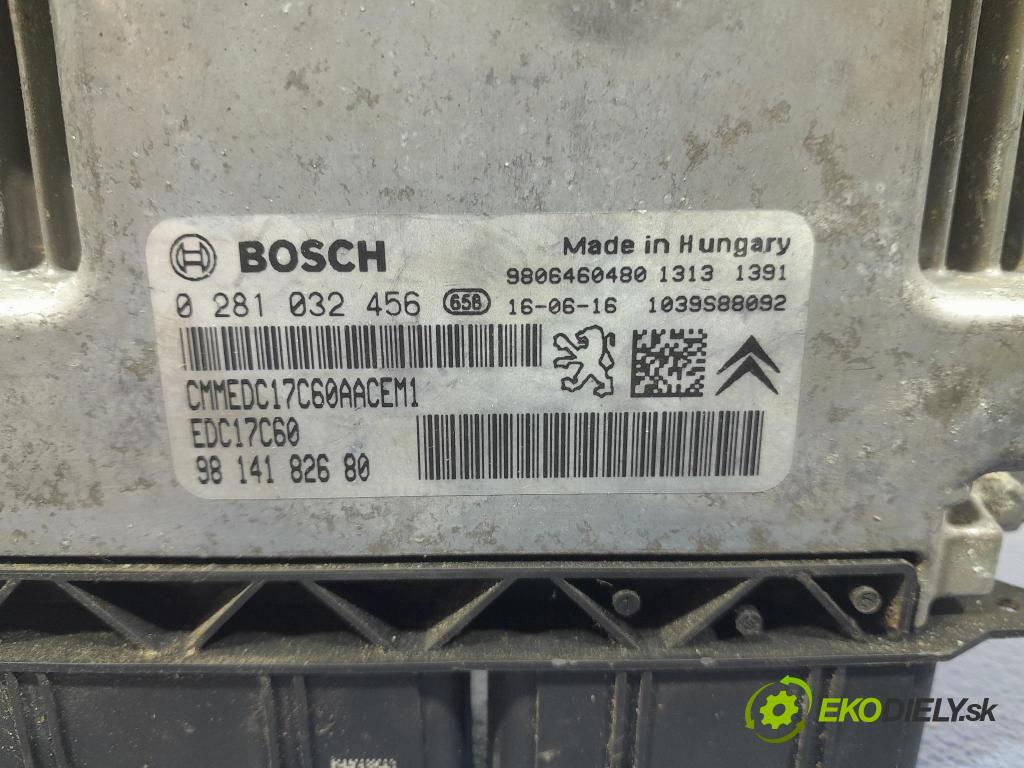 BOSCH
Made in Hungary
9806460480 1313 1391
0 281 032 456 658 16-06-16 1039S88092
CMMEDC17C60AACEM1
EDC17C60
98 141 826 80
EKODIELY.sk